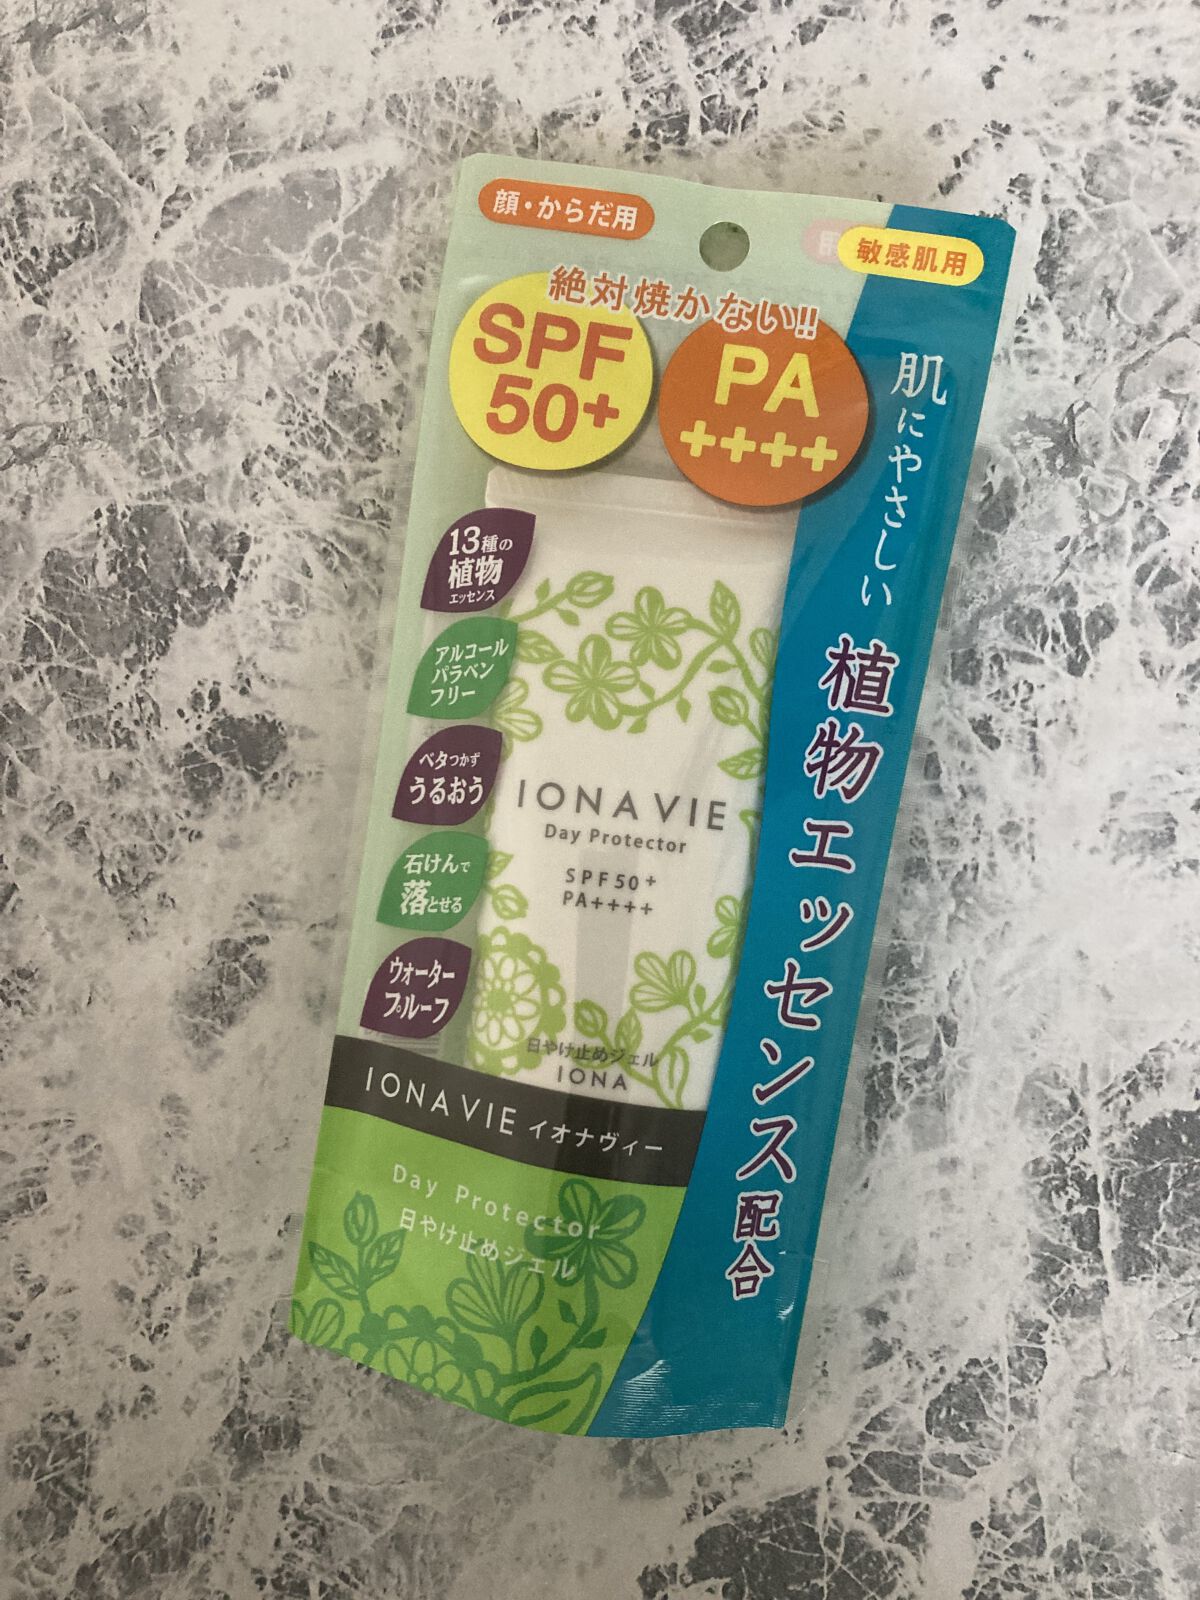 顔・からだ用
敏感肌用
絶対焼かない!!
SPF
50+
PA
++++
肌にやさしい
植物エッセンス配合
13種の
植物
エッセンス
アルコール
パラベン
フリー
ベタつかず
うるおう
石けんで
落とせる
ウォーター
プルーフ
IONA VIE
Day Protector
SPF50+
PA++++
日やけ止めジェル
IONA
IONA VIE イオナヴィー
Day Protector
日やけ止めジェル